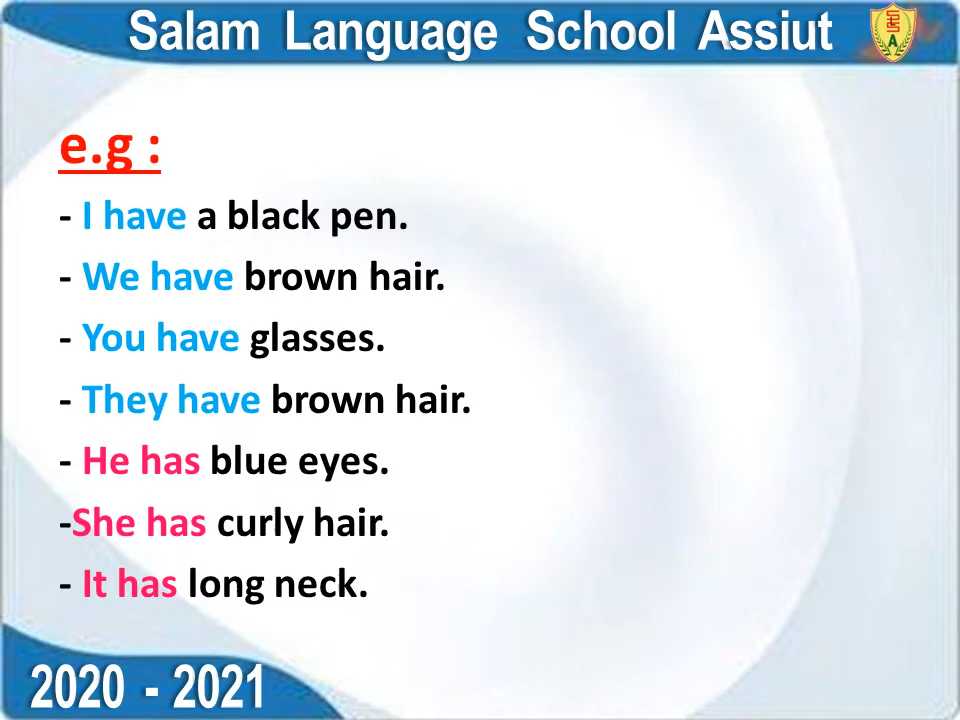 Salam Language School Assiut
e.g :
- I have a black pen.
- We have brown hair.
- You have glasses.
- They have brown hair.
- He has blue eyes.
-She has curly hair.
- It has long neck.
2020 - 2021